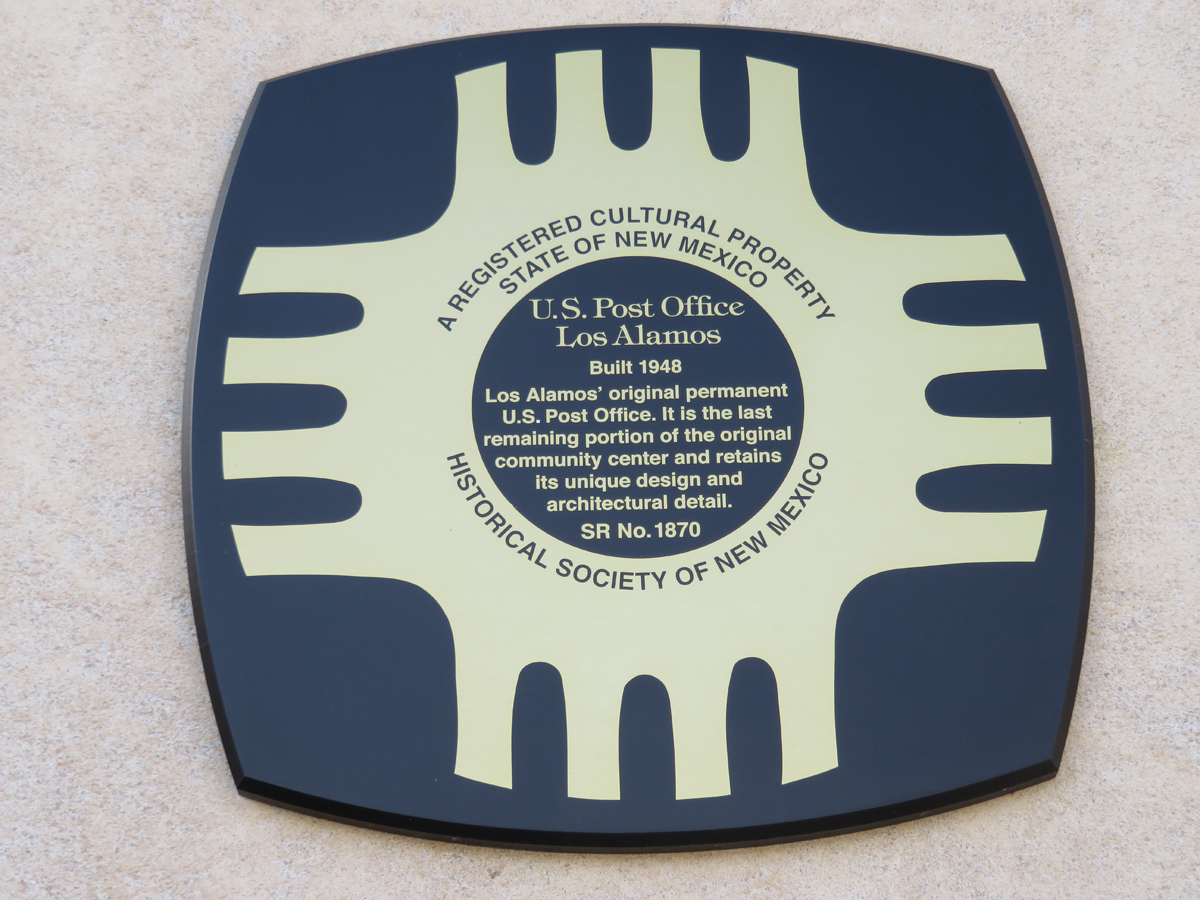 A REGISTERED CULTURAL PROPERTY
STATE OF NEW MEXICO
U.S. Post Office
Los Alamos
Built 1948
Los Alamos' original permanent
U.S. Post Office. It is the last
remaining portion of the original
community center and retains
its unique design and
architectural detail.
SR No. 1870
HISTORICAL SOCIETY OF NEW MEXICO